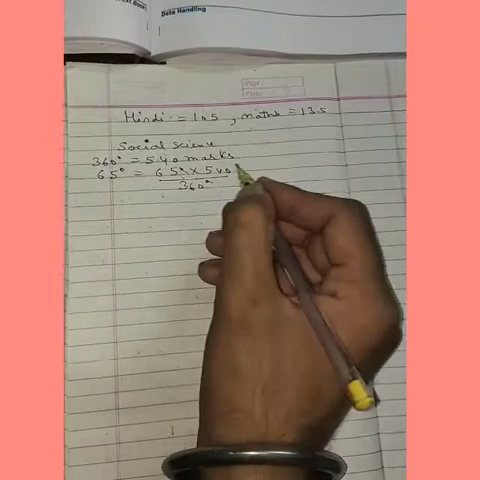 Data Handling
Hindi = 105, maths = 135
Social Science
360° = 540 marks
65° = 65° × 540
360°